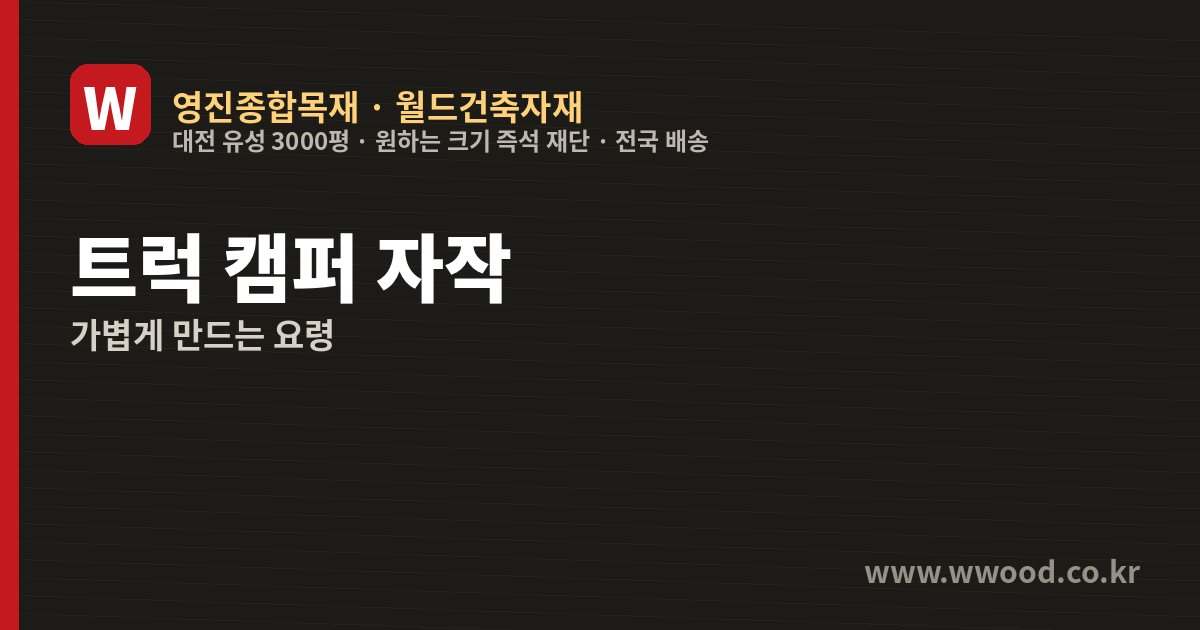 W
영진종합목재 · 월드건축자재
대전 유성 3000평 · 원하는 크기 즉석 재단 · 전국 배송
트럭 캠퍼 자작
가볍게 만드는 요령
www.wwood.co.kr